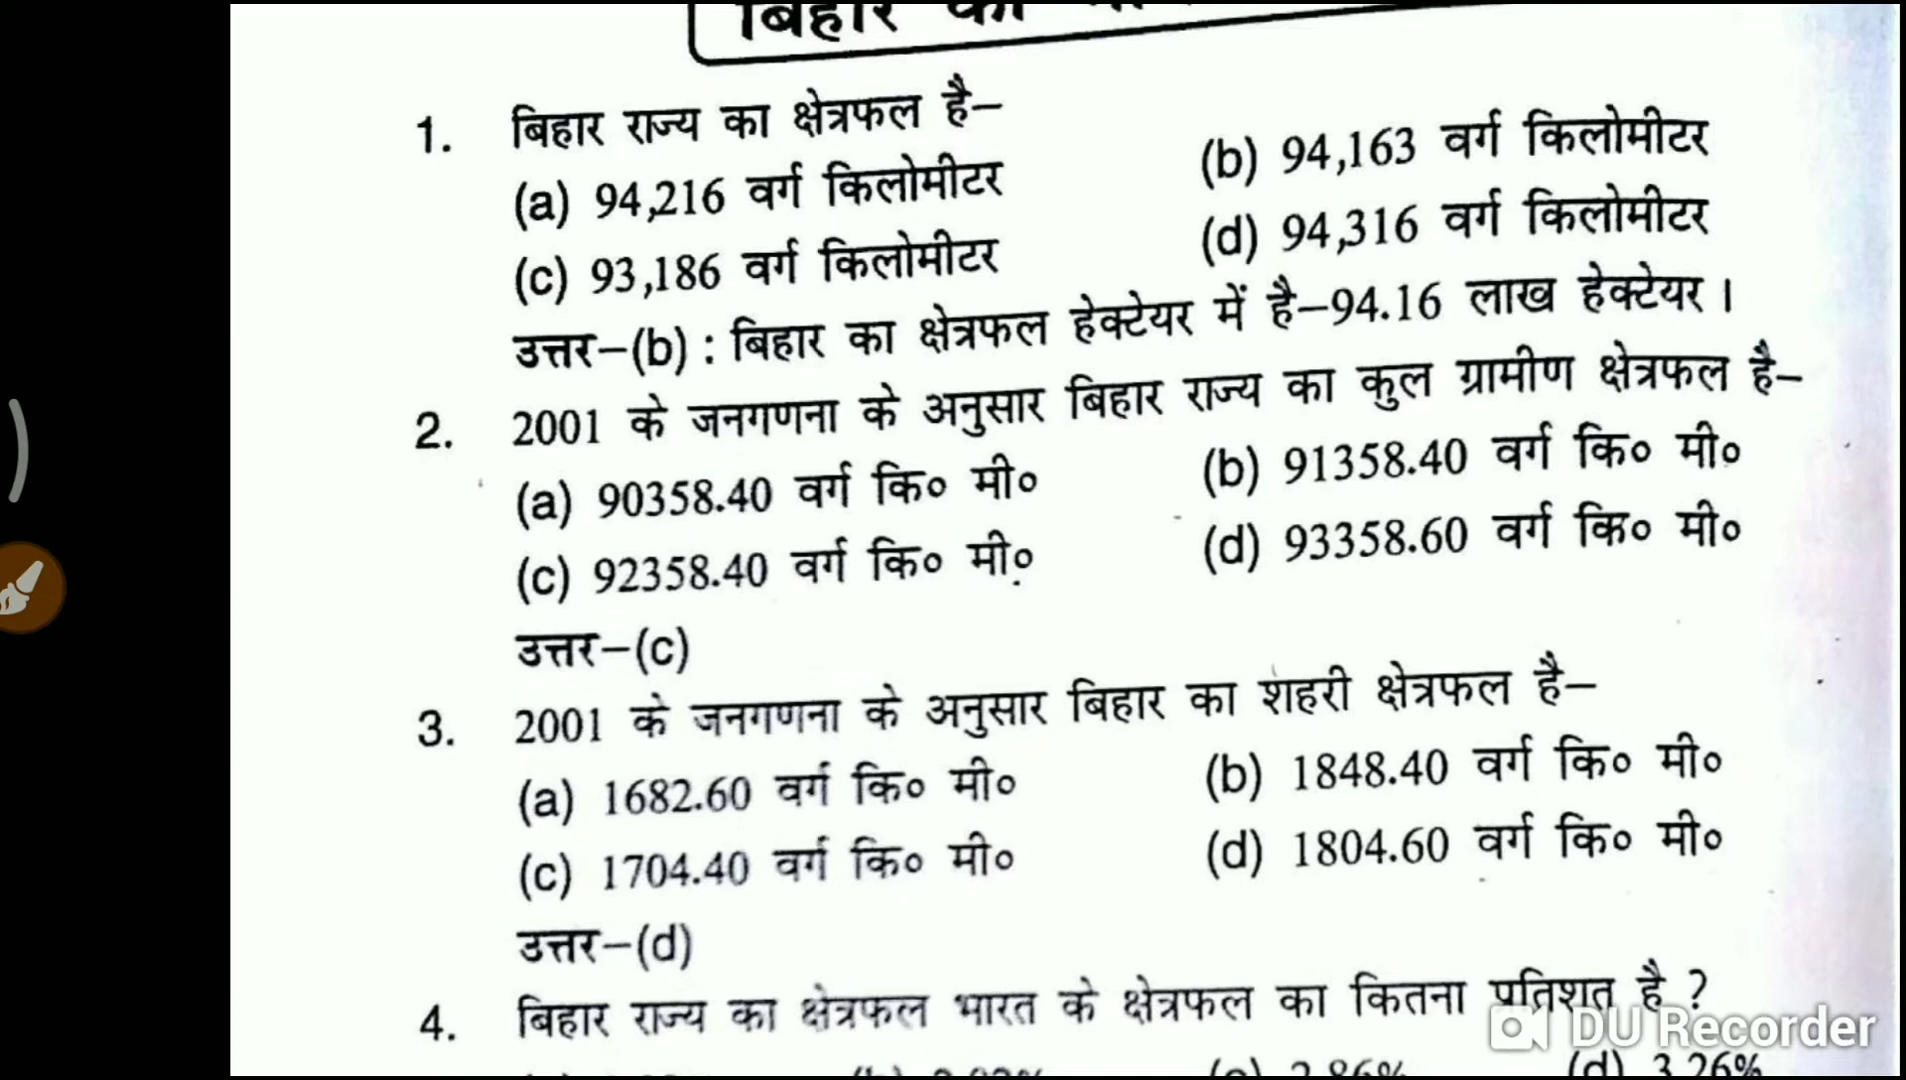 बिहार का
1. बिहार राज्य का क्षेत्रफल है–
(a) 94,216 वर्ग किलोमीटर (b) 94,163 वर्ग किलोमीटर
(c) 93,186 वर्ग किलोमीटर (d) 94,316 वर्ग किलोमीटर
उत्तर–(b) : बिहार का क्षेत्रफल हेक्टेयर में है–94.16 लाख हेक्टेयर।
2. 2001 के जनगणना के अनुसार बिहार राज्य का कुल ग्रामीण क्षेत्रफल है–
(a) 90358.40 वर्ग कि० मी० (b) 91358.40 वर्ग कि० मी०
(c) 92358.40 वर्ग कि० मी० (d) 93358.60 वर्ग कि० मी०
उत्तर–(c)
3. 2001 के जनगणना के अनुसार बिहार का शहरी क्षेत्रफल है–
(a) 1682.60 वर्ग कि० मी० (b) 1848.40 वर्ग कि० मी०
(c) 1704.40 वर्ग कि० मी० (d) 1804.60 वर्ग कि० मी०
उत्तर–(d)
4. बिहार राज्य का क्षेत्रफल भारत के क्षेत्रफल का कितना प्रतिशत है ?
(c) 2.86% (d) 3.26%
DU Recorder